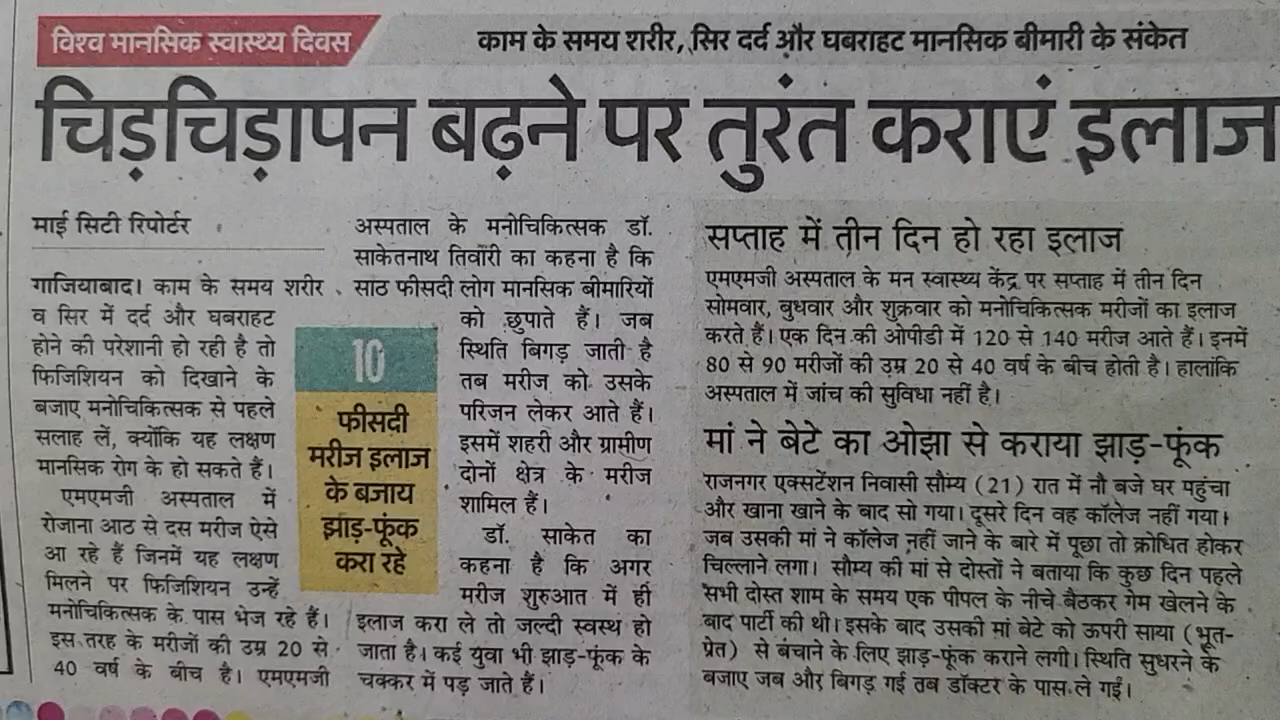 विश्व मानसिक स्वास्थ्य दिवस
काम के समय शरीर, सिर दर्द और घबराहट मानसिक बीमारी के संकेत
चिड़चिड़ापन बढ़ने पर तुरंत कराएं इलाज
माई सिटी रिपोर्टर
गाजियाबाद। काम के समय शरीर
व सिर में दर्द और घबराहट
होने की परेशानी हो रही है तो
फिजिशियन को दिखाने के
बजाए मनोचिकित्सक से पहले
सलाह लें, क्योंकि यह लक्षण
मानसिक रोग के हो सकते हैं।
एमएमजी अस्पताल में
रोजाना आठ से दस मरीज ऐसे
आ रहे हैं जिनमें यह लक्षण
मिलने पर फिजिशियन उन्हें
मनोचिकित्सक के पास भेज रहे हैं।
इस तरह के मरीजों की उम्र 20 से
40 वर्ष के बीच है। एमएमजी
10
फीसदी
मरीज इलाज
के बजाय
झाड़-फूंक
करा रहे
अस्पताल के मनोचिकित्सक डॉ.
साकेतनाथ तिवारी का कहना है कि
साठ फीसदी लोग मानसिक बीमारियों
को छुपाते हैं। जब
स्थिति बिगड़ जाती है
तब मरीज को उसके
परिजन लेकर आते हैं।
इसमें शहरी और ग्रामीण
दोनों क्षेत्र के मरीज
शामिल हैं।
डॉ. साकेत का
कहना है कि अगर
मरीज शुरुआत में ही
इलाज करा ले तो जल्दी स्वस्थ हो
जाता है। कई युवा भी झाड़-फूंक के
चक्कर में पड़ जाते हैं।
सप्ताह में तीन दिन हो रहा इलाज
एमएमजी अस्पताल के मन स्वास्थ्य केंद्र पर सप्ताह में तीन दिन
सोमवार, बुधवार और शुक्रवार को मनोचिकित्सक मरीजों का इलाज
करते हैं। एक दिन की ओपीडी में 120 से 140 मरीज आते हैं। इनमें
80 से 90 मरीजों की उम्र 20 से 40 वर्ष के बीच होती है। हालांकि
अस्पताल में जांच की सुविधा नहीं है।
मां ने बेटे का ओझा से कराया झाड़-फूंक
राजनगर एक्सटेंशन निवासी सौम्य (21) रात में नौ बजे घर पहुंचा
और खाना खाने के बाद सो गया। दूसरे दिन वह कॉलेज नहीं गया।
जब उसकी मां ने कॉलेज नहीं जाने के बारे में पूछा तो क्रोधित होकर
चिल्लाने लगा। सौम्य की मां से दोस्तों ने बताया कि कुछ दिन पहले
सभी दोस्त शाम के समय एक पीपल के नीचे बैठकर गेम खेलने के
बाद पार्टी की थी। इसके बाद उसकी मां बेटे को ऊपरी साया (भूत-
प्रेत) से बचाने के लिए झाड़-फूंक कराने लगी। स्थिति सुधरने के
बजाए जब और बिगड़ गई तब डॉक्टर के पास ले गईं।